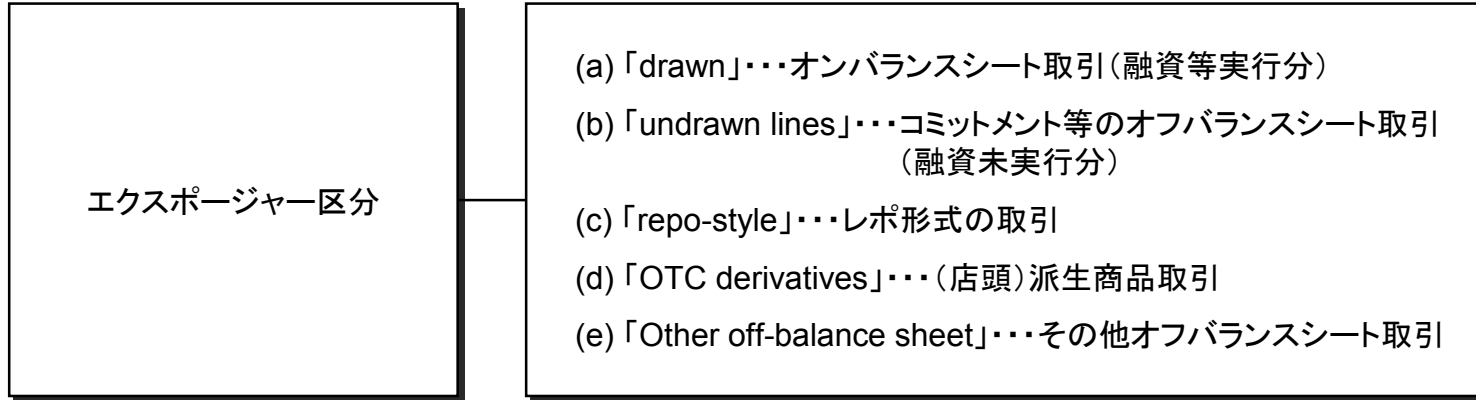 エクスポージャー区分
(a) 「drawn」･･･オンバランスシート取引（融資等実行分）
(b) 「undrawn lines」･･･コミットメント等のオフバランスシート取引
（融資未実行分）
(c) 「repo-style」･･･レポ形式の取引
(d) 「OTC derivatives」･･･（店頭）派生商品取引
(e) 「Other off-balance sheet」･･･その他オフバランスシート取引